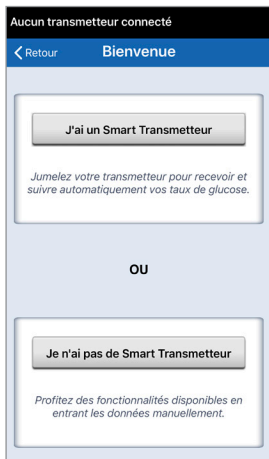 Aucun transmetteur connecté
Retour
Bienvenue
J'ai un Smart Transmetteur
Jumelez votre transmetteur pour recevoir et
suivre automatiquement vos taux de glucose.
OU
Je n'ai pas de Smart Transmetteur
Profitez des fonctionnalités disponibles en
entrant les données manuellement.